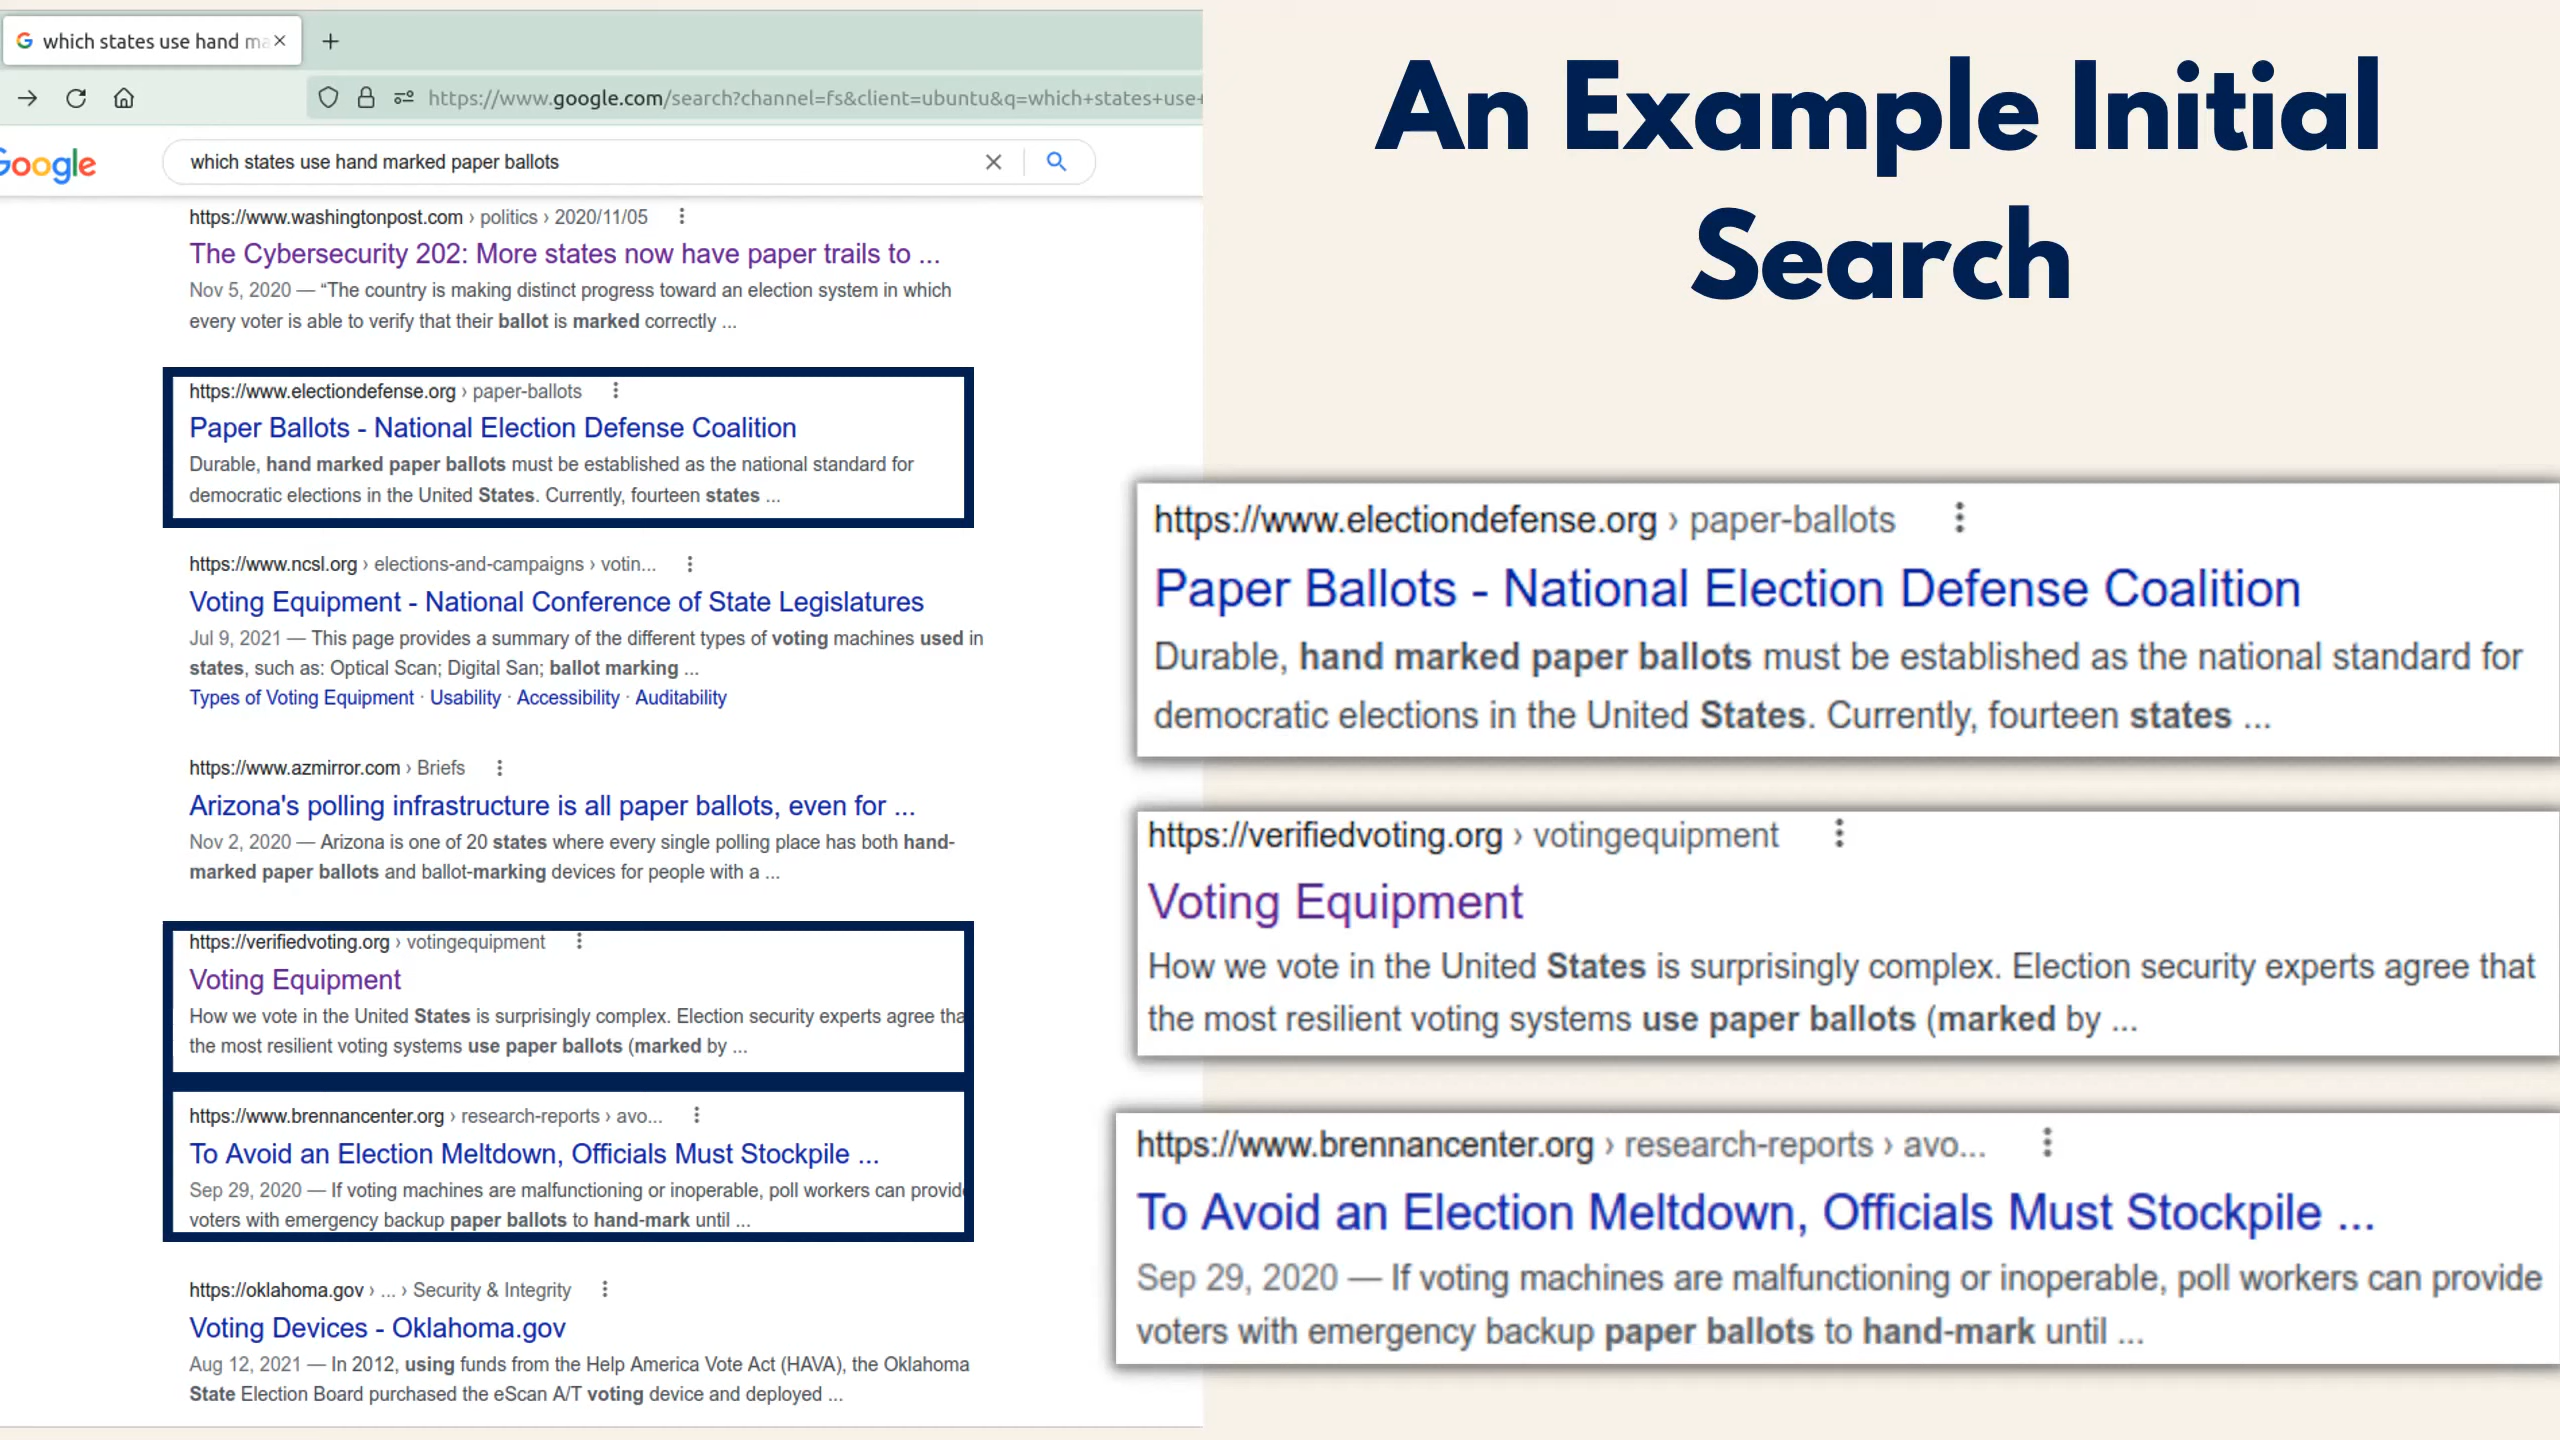 which states use hand ma
https://www.google.com/search?channel=fs&client=ubuntu&q=which+states+use+
Google
which states use hand marked paper ballots
https://www.washingtonpost.com › politics › 2020/11/05
The Cybersecurity 202: More states now have paper trails to ...
Nov 5, 2020 — “The country is making distinct progress toward an election system in which
every voter is able to verify that their ballot is marked correctly ...
https://www.electiondefense.org › paper-ballots
Paper Ballots - National Election Defense Coalition
Durable, hand marked paper ballots must be established as the national standard for
democratic elections in the United States. Currently, fourteen states ...
https://www.ncsl.org › elections-and-campaigns › votin...
Voting Equipment - National Conference of State Legislatures
Jul 9, 2021 — This page provides a summary of the different types of voting machines used in
states, such as: Optical Scan; Digital San; ballot marking ...
Types of Voting Equipment · Usability · Accessibility · Auditability
https://www.azmirror.com › Briefs
Arizona's polling infrastructure is all paper ballots, even for ...
Nov 2, 2020 — Arizona is one of 20 states where every single polling place has both hand-
marked paper ballots and ballot-marking devices for people with a ...
https://verifiedvoting.org › votingequipment
Voting Equipment
How we vote in the United States is surprisingly complex. Election security experts agree tha
the most resilient voting systems use paper ballots (marked by ...
https://www.brennancenter.org › research-reports › avo...
To Avoid an Election Meltdown, Officials Must Stockpile ...
Sep 29, 2020 — If voting machines are malfunctioning or inoperable, poll workers can provide
voters with emergency backup paper ballots to hand-mark until ...
https://oklahoma.gov › ... › Security & Integrity
Voting Devices - Oklahoma.gov
Aug 12, 2021 — In 2012, using funds from the Help America Vote Act (HAVA), the Oklahoma
State Election Board purchased the eScan A/T voting device and deployed ...
An Example Initial
Search
https://www.electiondefense.org › paper-ballots
Paper Ballots - National Election Defense Coalition
Durable, hand marked paper ballots must be established as the national standard for
democratic elections in the United States. Currently, fourteen states ...
https://verifiedvoting.org › votingequipment
Voting Equipment
How we vote in the United States is surprisingly complex. Election security experts agree that
the most resilient voting systems use paper ballots (marked by ...
https://www.brennancenter.org › research-reports › avo...
To Avoid an Election Meltdown, Officials Must Stockpile ...
Sep 29, 2020 — If voting machines are malfunctioning or inoperable, poll workers can provide
voters with emergency backup paper ballots to hand-mark until ...